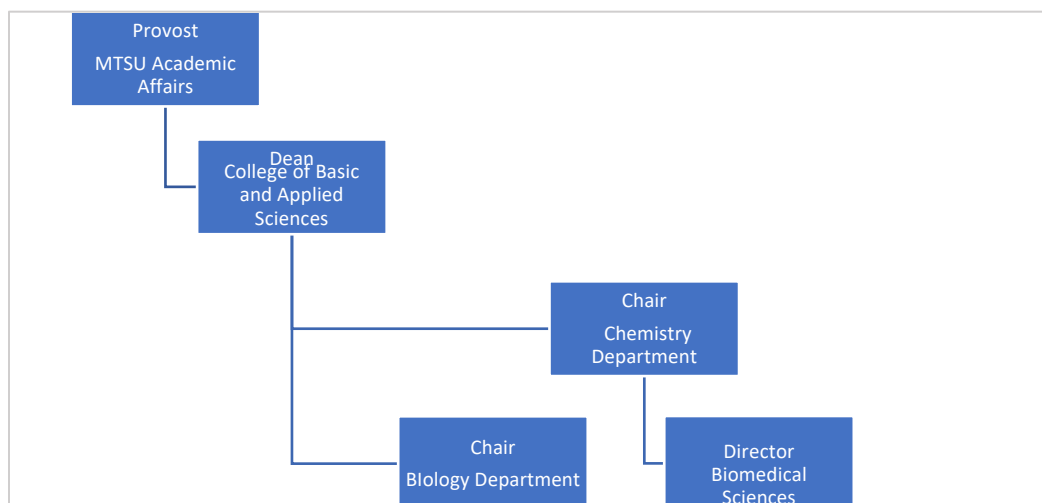 Provost
MTSU Academic
Affairs
Dean
College of Basic
and Applied
Sciences
Chair
Chemistry
Department
Chair
BIology Department
Director
Biomedical
Sciences